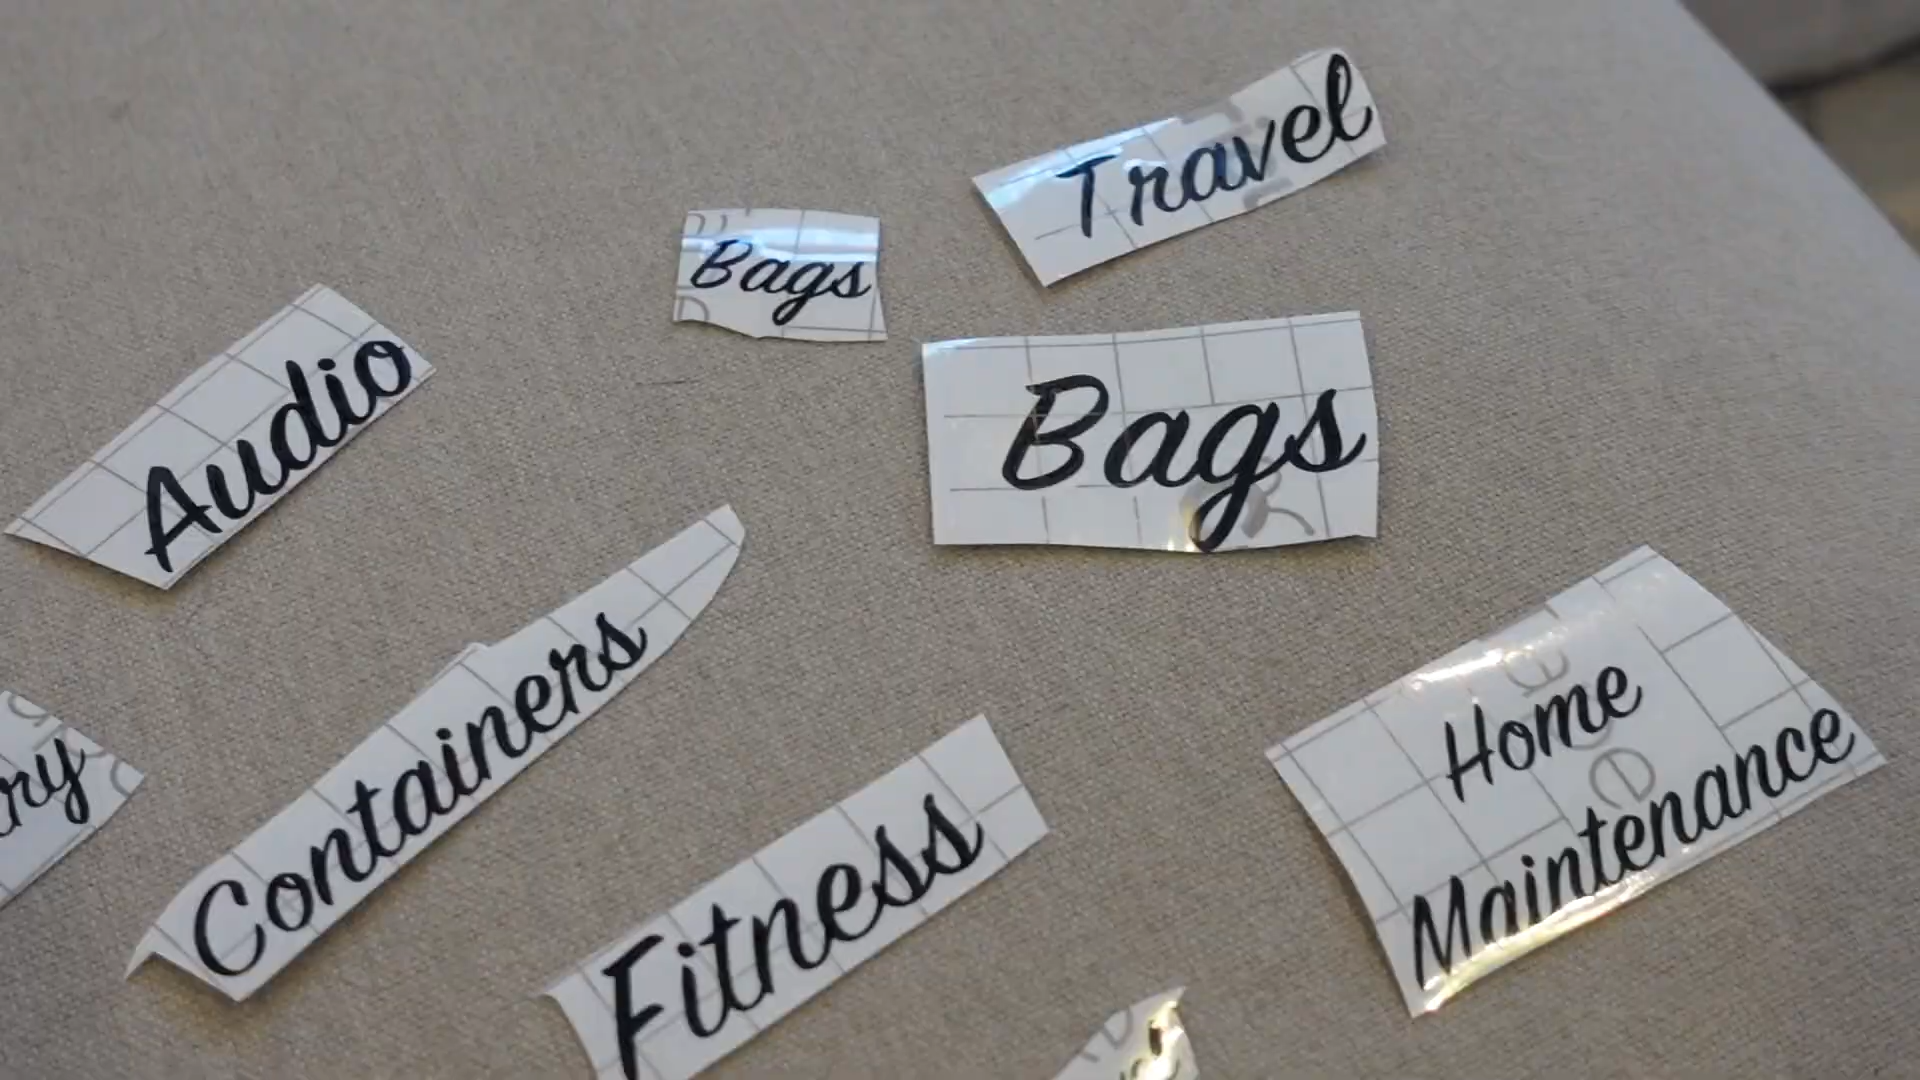 Travel
Bags
Audio
Bags
Containers
Home
Maintenance
Fitness